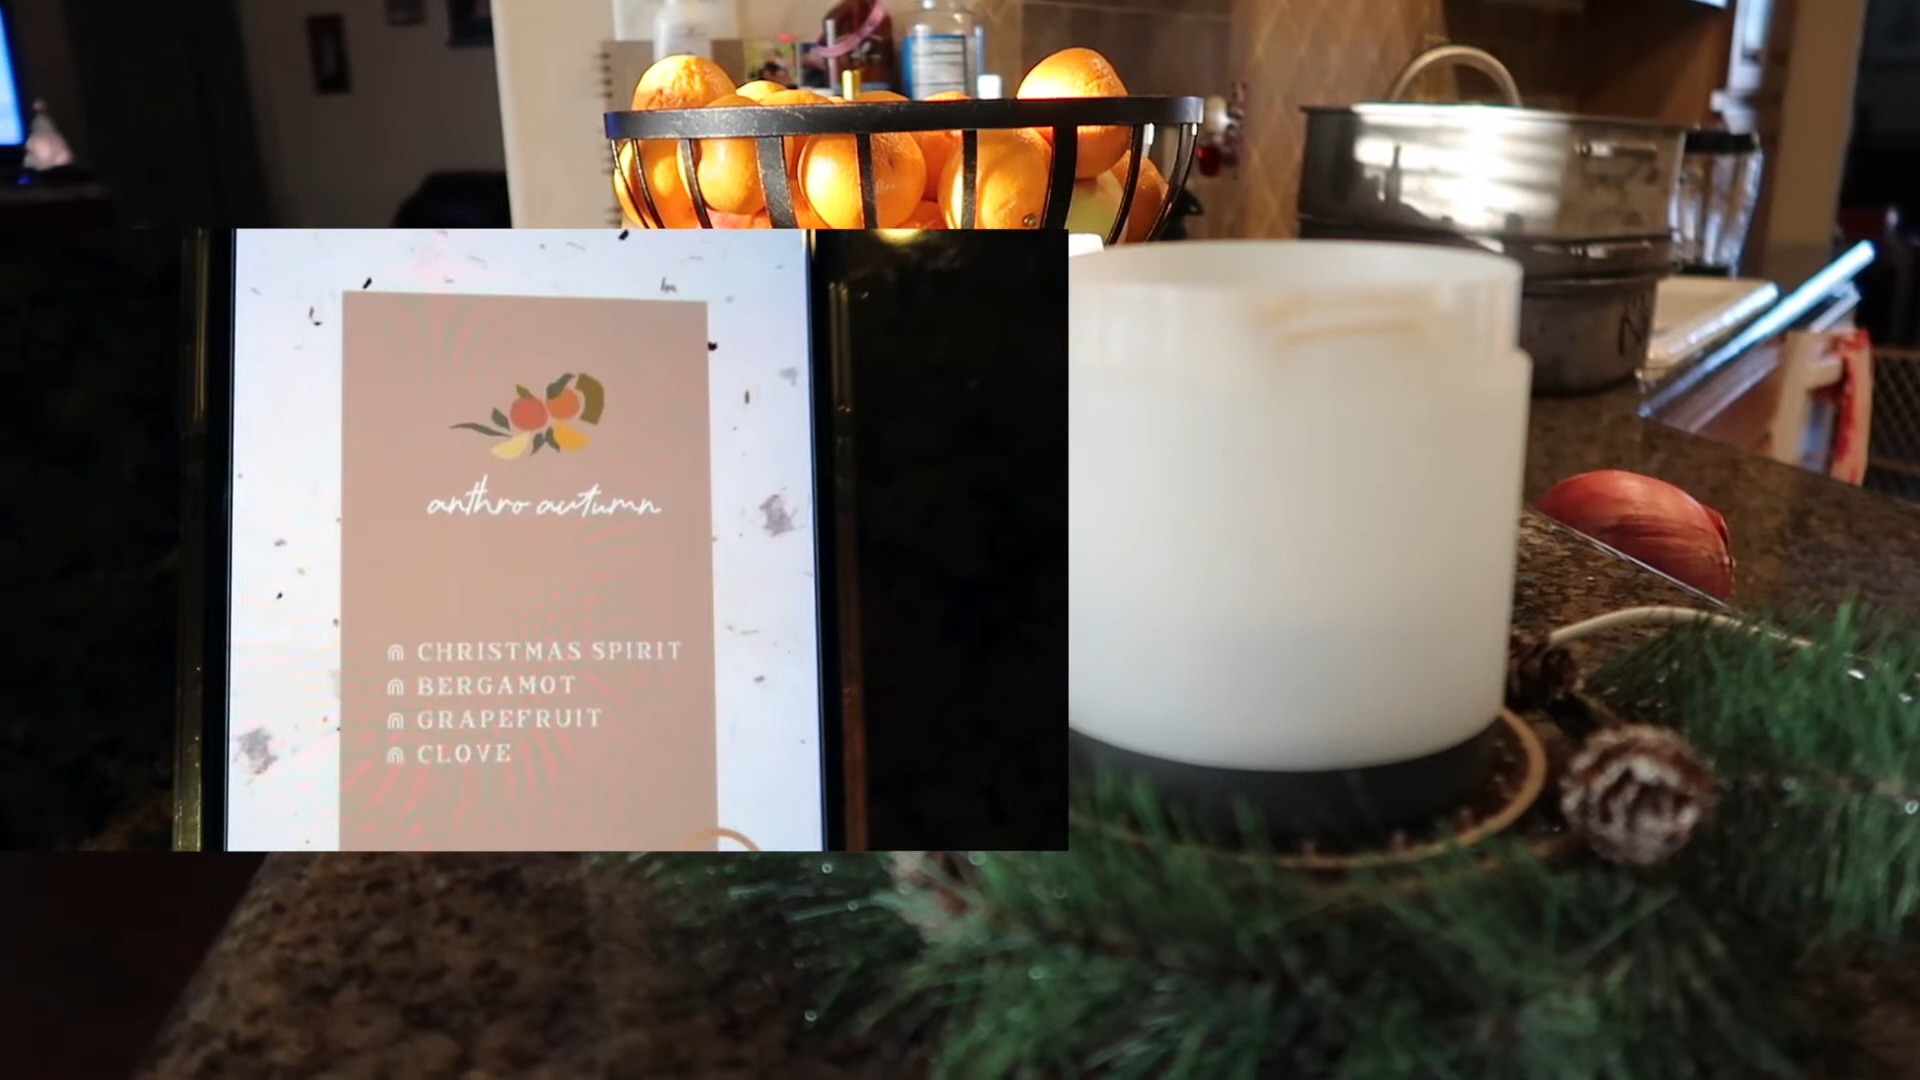 anthro autumn
CHRISTMAS SPIRIT
BERGAMOT
GRAPEFRUIT
CLOVE